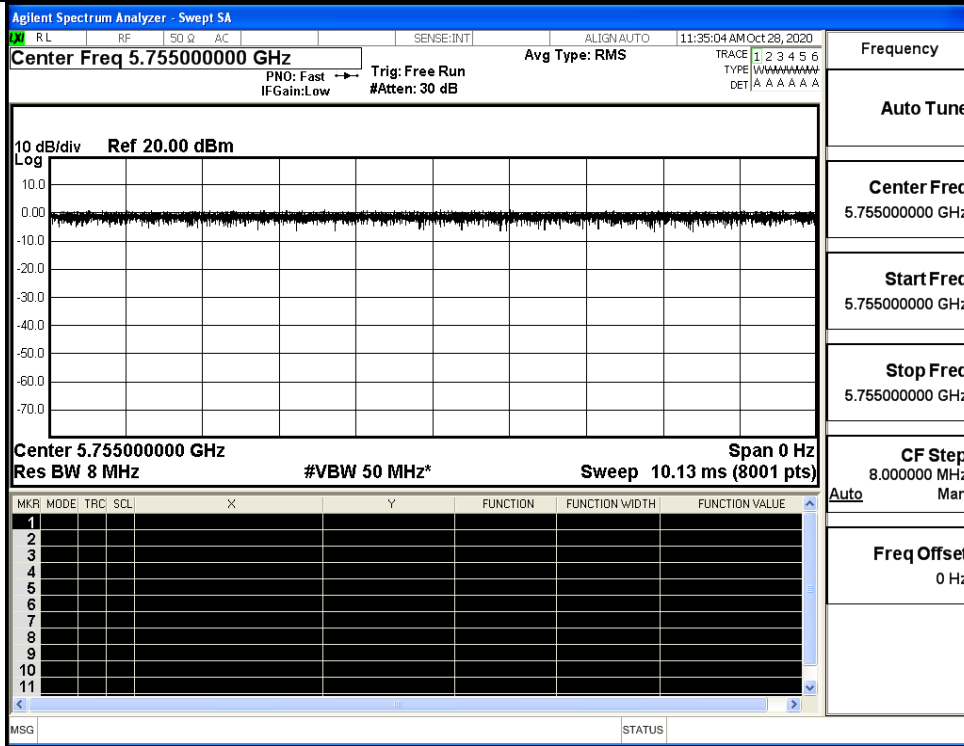 Agilent Spectrum Analyzer - Swept SA
LXI RL RF 50 Ω AC SENSE:INT ALIGN AUTO 11:35:04 AM Oct 28, 2020
Center Freq 5.755000000 GHz
PNO: Fast
IFGain:Low
Trig: Free Run
#Atten: 30 dB
Avg Type: RMS
TRACE 1 2 3 4 5 6
TYPE WWWWWW
DET A A A A A A
10 dB/div Ref 20.00 dBm
Log
10.0
0.00
-10.0
-20.0
-30.0
-40.0
-50.0
-60.0
-70.0
Center 5.755000000 GHz Span 0 Hz
Res BW 8 MHz #VBW 50 MHz* Sweep 10.13 ms (8001 pts)
MKR MODE TRC SCL X Y FUNCTION FUNCTION WIDTH FUNCTION VALUE
1
2
3
4
5
6
7
8
9
10
11
MSG STATUS
Frequency
Auto Tune
Center Freq
5.755000000 GHz
Start Freq
5.755000000 GHz
Stop Freq
5.755000000 GHz
CF Step
8.000000 MHz
Auto Man
Freq Offset
0 Hz